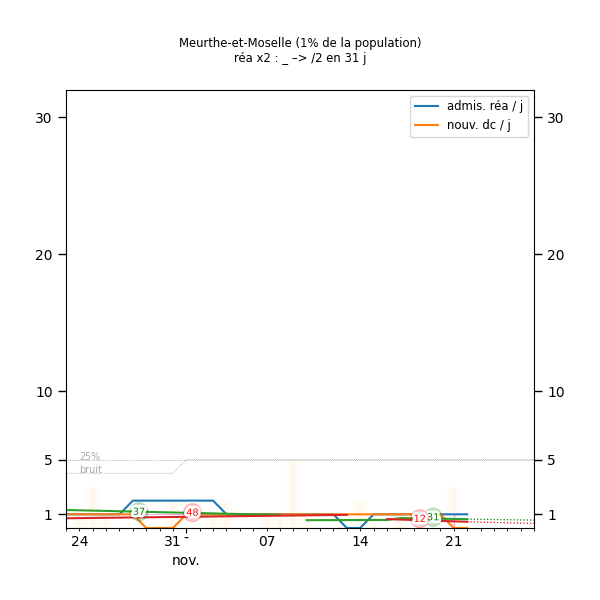 Meurthe-et-Moselle (1% de la population)
réa x2 : _ –> /2 en 31 j
admis. réa / j
nouv. dc / j
30 30
20 20
10 10
5 5
1 1
25%
bruit
37 48 12 31
24 31 - 07 14 21
nov.